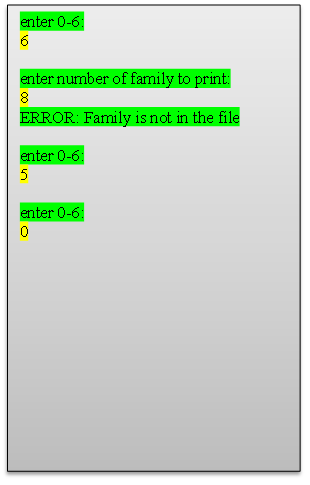 enter 0-6:
6
enter number of family to print:
8
ERROR: Family is not in the file
enter 0-6:
5
enter 0-6:
0